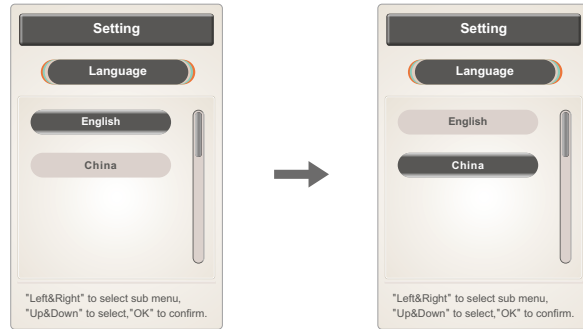 Setting
Language
English
China
"Left&Right" to select sub menu,
"Up&Down" to select,"OK" to confirm.
Setting
Language
English
China
"Left&Right" to select sub menu,
"Up&Down" to select,"OK" to confirm.